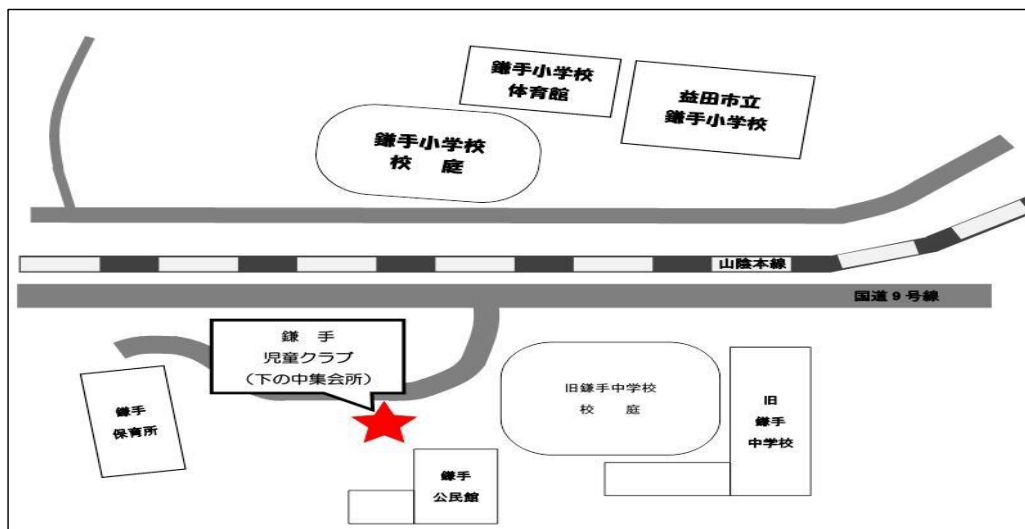 鎌手小学校
体育館
益田市立
鎌手小学校
鎌手小学校
校 庭
山陰本線
国道9号線
鎌 手
児童クラブ
(下の中集会所)
鎌手
保育所
旧鎌手中学校
校 庭
旧
鎌手
中学校
鎌手
公民館